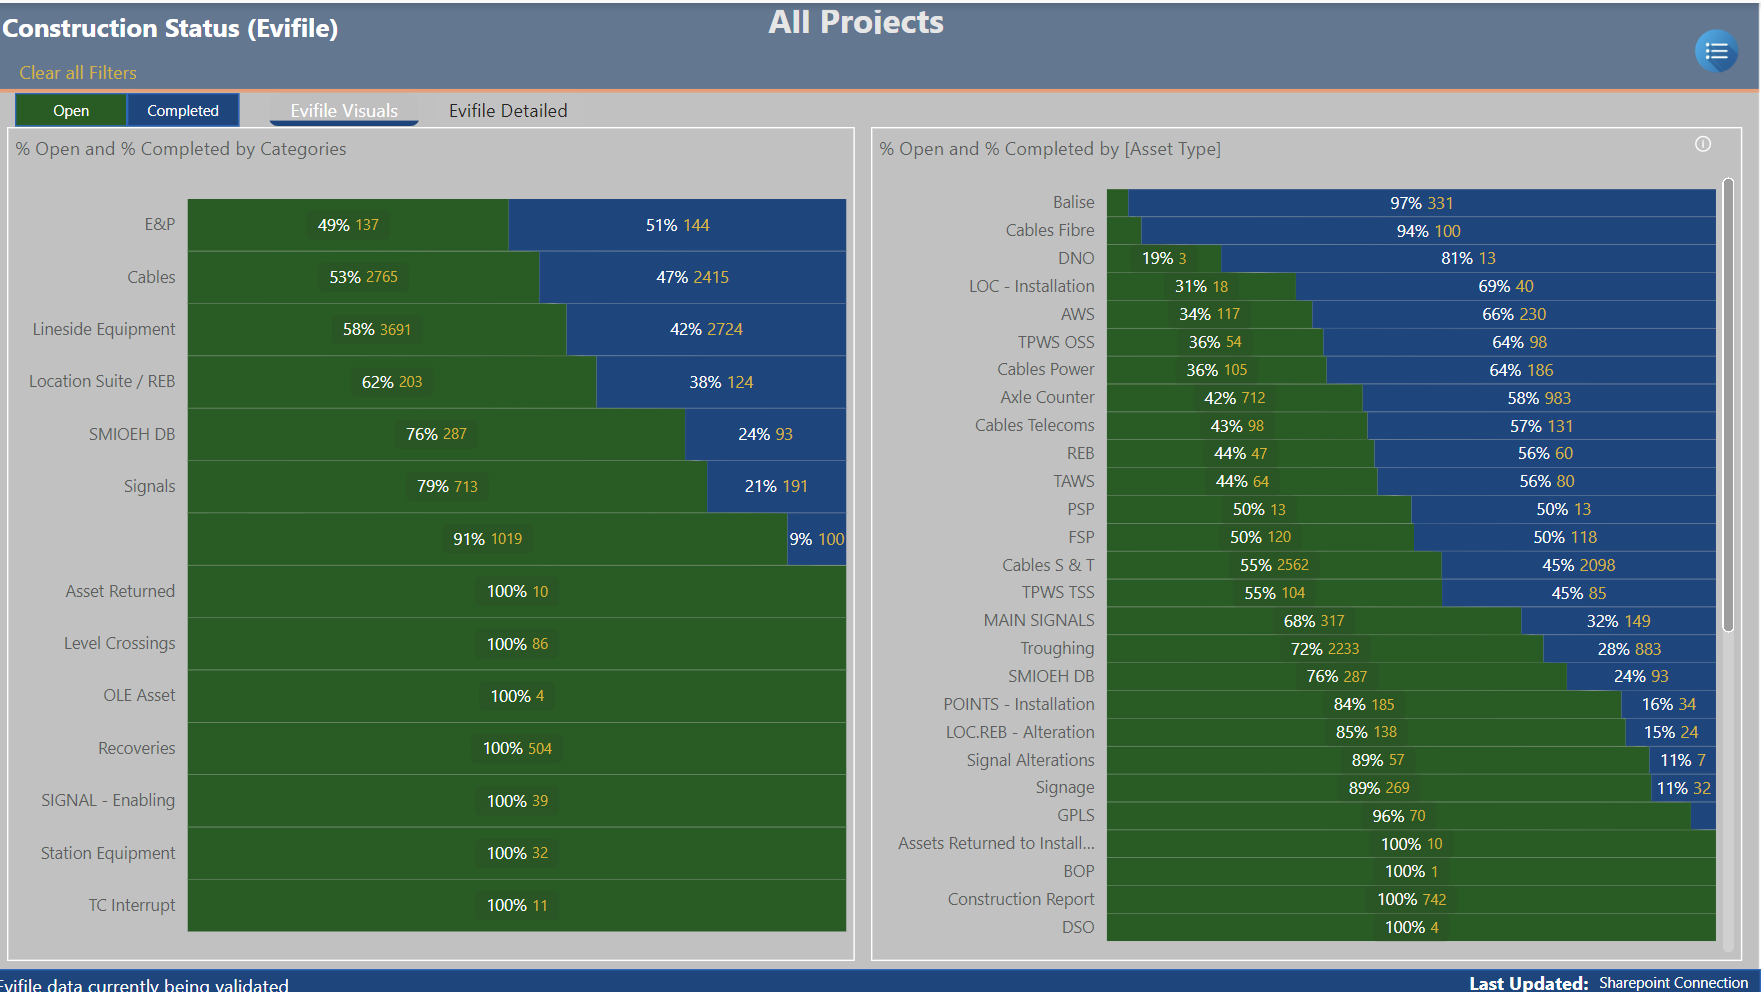 All Projects
Construction Status (Evifile)
Clear all Filters
Open
Completed
Evifile Visuals
Evifile Detailed
% Open and % Completed by Categories
E&P 49% 137 51% 144
Cables 53% 2765 47% 2415
Lineside Equipment 58% 3691 42% 2724
Location Suite / REB 62% 203 38% 124
SMIOEH DB 76% 287 24% 93
Signals 79% 713 21% 191
91% 1019 9% 100
Asset Returned 100% 10
Level Crossings 100% 86
OLE Asset 100% 4
Recoveries 100% 504
SIGNAL - Enabling 100% 39
Station Equipment 100% 32
TC Interrupt 100% 11
% Open and % Completed by [Asset Type]
Balise 97% 331
Cables Fibre 94% 100
DNO 19% 3 81% 13
LOC - Installation 31% 18 69% 40
AWS 34% 117 66% 230
TPWS OSS 36% 54 64% 98
Cables Power 36% 105 64% 186
Axle Counter 42% 712 58% 983
Cables Telecoms 43% 98 57% 131
REB 44% 47 56% 60
TAWS 44% 64 56% 80
PSP 50% 13 50% 13
FSP 50% 120 50% 118
Cables S & T 55% 2562 45% 2098
TPWS TSS 55% 104 45% 85
MAIN SIGNALS 68% 317 32% 149
Troughing 72% 2233 28% 883
SMIOEH DB 76% 287 24% 93
POINTS - Installation 84% 185 16% 34
LOC.REB - Alteration 85% 138 15% 24
Signal Alterations 89% 57 11% 7
Signage 89% 269 11% 32
GPLS 96% 70
Assets Returned to Install... 100% 10
BOP 100% 1
Construction Report 100% 742
DSO 100% 4
Evifile data currently being validated
Last Updated: Sharepoint Connection